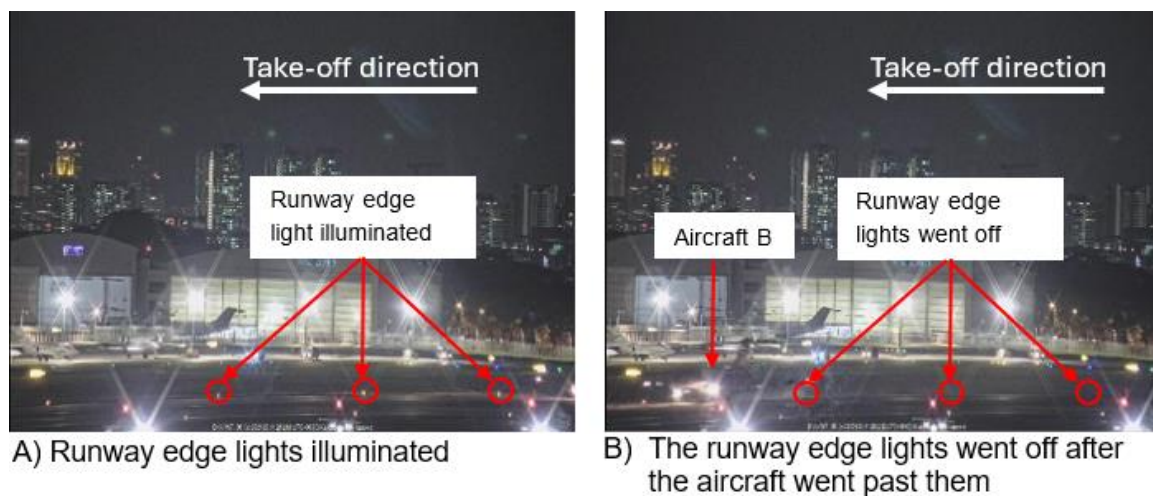 Take-off direction
Runway edge
light illuminated
A) Runway edge lights illuminated
Take-off direction
Aircraft B
Runway edge
lights went off
B) The runway edge lights went off after
the aircraft went past them